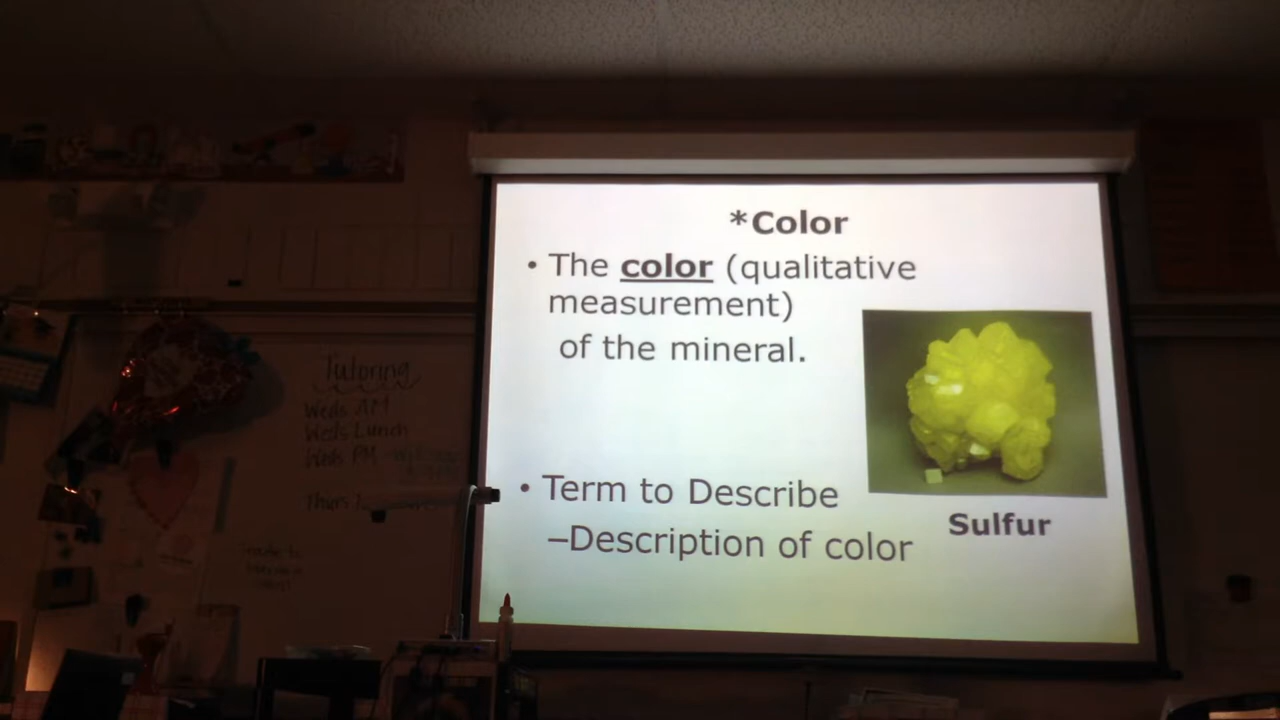 *Color
• The color (qualitative
measurement)
of the mineral.
• Term to Describe
–Description of color
Sulfur
Tutoring
Weds AM
Weds Lunch
Weds PM
Thurs